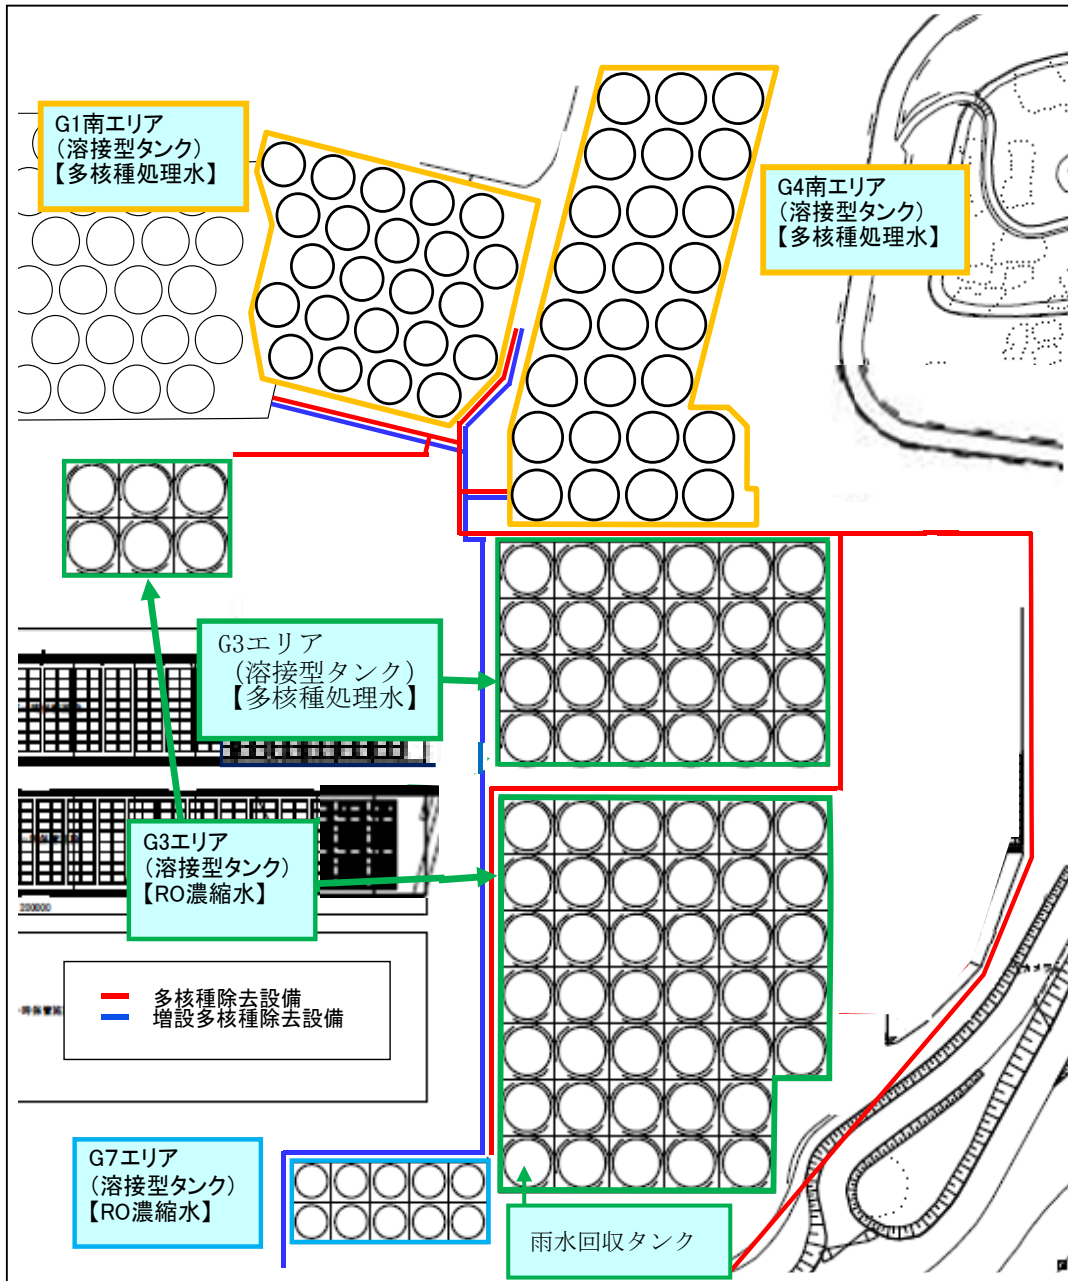 G1南エリア
(溶接型タンク)
【多核種処理水】
G4南エリア
(溶接型タンク)
【多核種処理水】
G3エリア
(溶接型タンク)
【多核種処理水】
G3エリア
(溶接型タンク)
【RO濃縮水】
200000
カメラ
多核種除去設備
増設多核種除去設備
G7エリア
(溶接型タンク)
【RO濃縮水】
雨水回収タンク